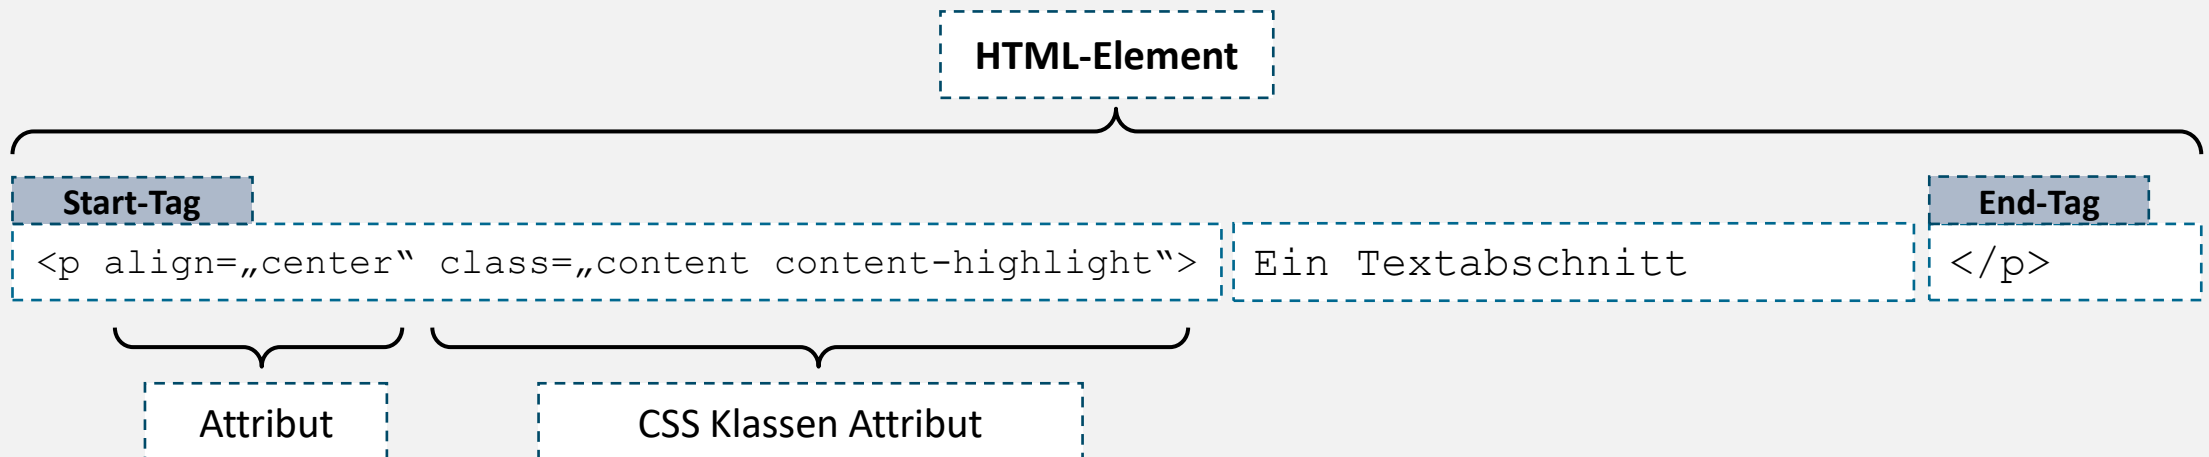 HTML-Element
Start-Tag
End-Tag
<p align=„center“ class=„content content-highlight“> Ein Textabschnitt </p>
Attribut
CSS Klassen Attribut